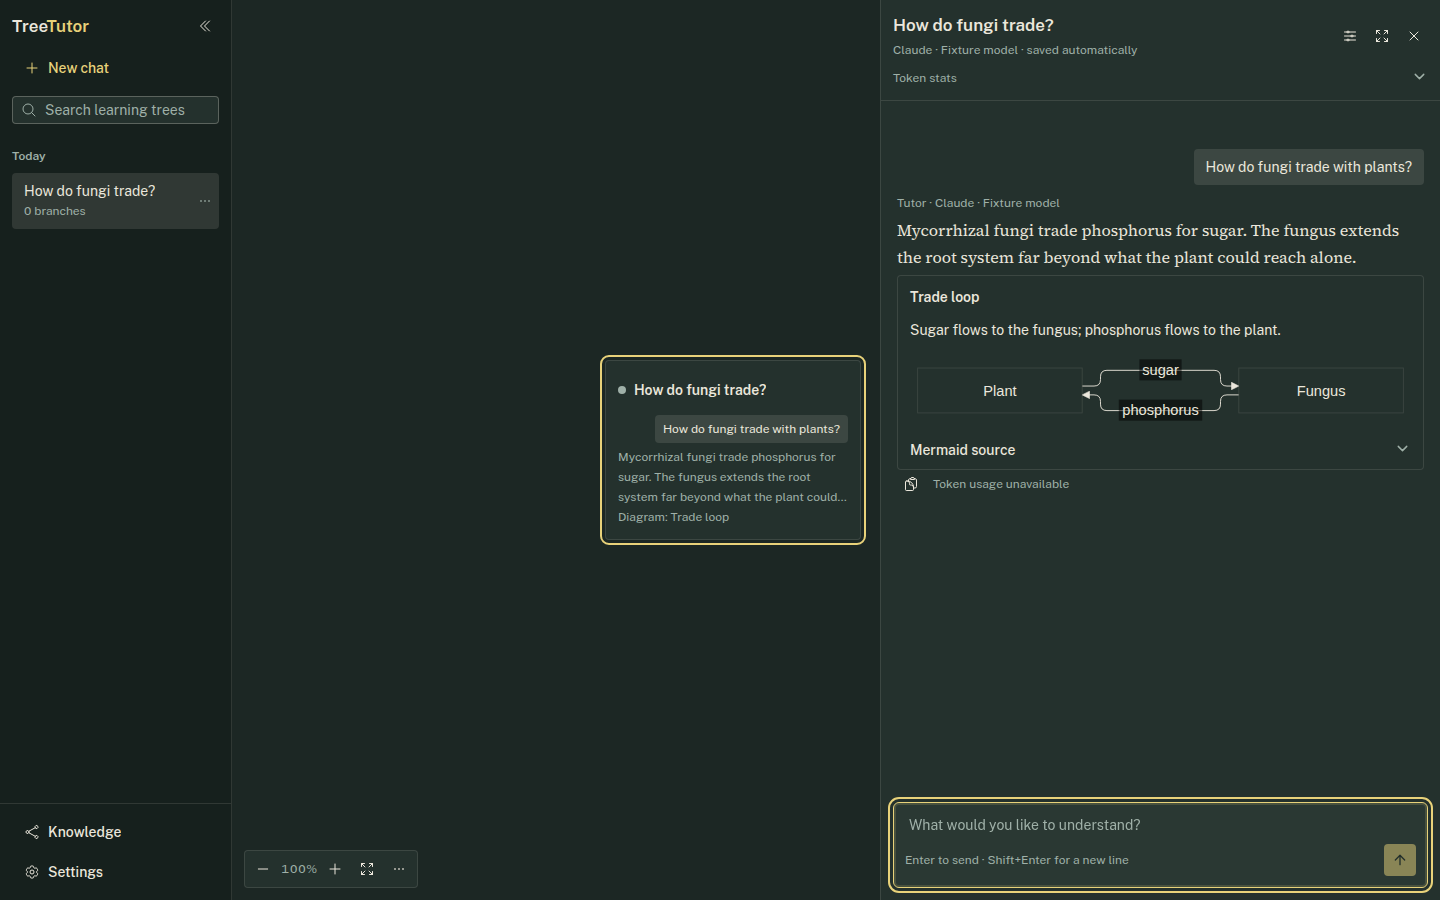 TreeTutor
New chat
Search learning trees
Today
How do fungi trade?
0 branches
Knowledge
Settings
How do fungi trade?
How do fungi trade with plants?
Mycorrhizal fungi trade phosphorus for
sugar. The fungus extends the root
system far beyond what the plant could...
Diagram: Trade loop
100%
How do fungi trade?
Claude · Fixture model · saved automatically
Token stats
How do fungi trade with plants?
Tutor · Claude · Fixture model
Mycorrhizal fungi trade phosphorus for sugar. The fungus extends
the root system far beyond what the plant could reach alone.
Trade loop
Sugar flows to the fungus; phosphorus flows to the plant.
sugar
Plant
Fungus
phosphorus
Mermaid source
Token usage unavailable
What would you like to understand?
Enter to send · Shift+Enter for a new line